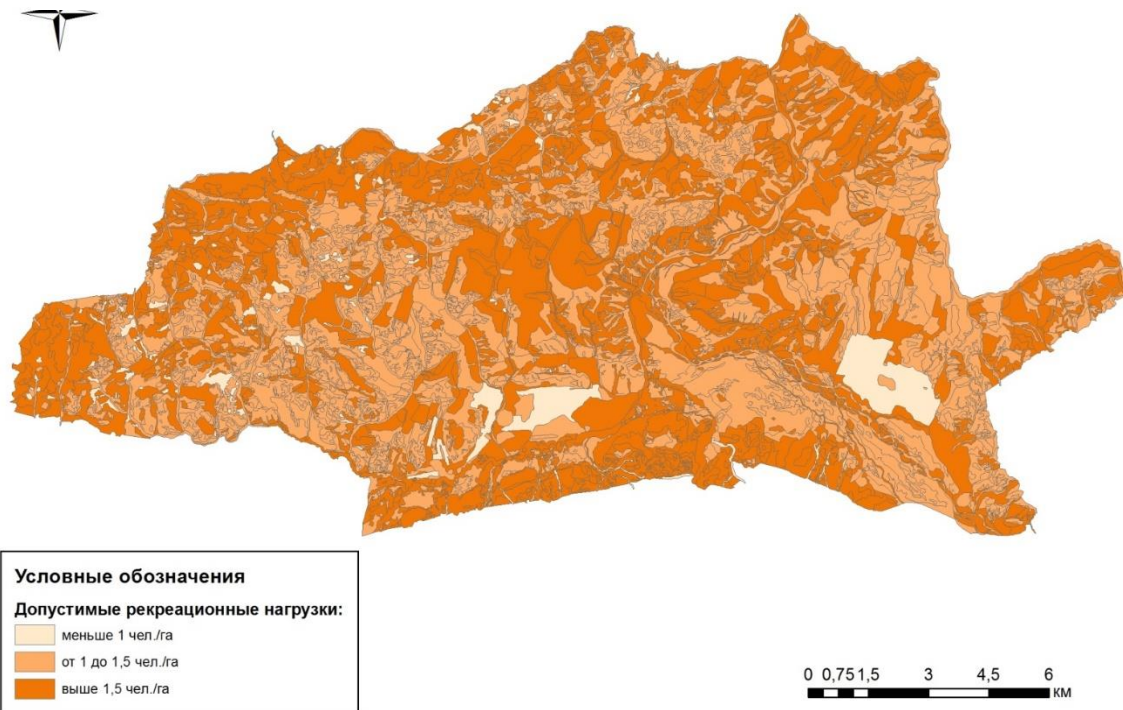 Условные обозначения
Допустимые рекреационные нагрузки:
меньше 1 чел./га
от 1 до 1,5 чел./га
выше 1,5 чел./га
0 0,75 1,5 3 4,5 6
км